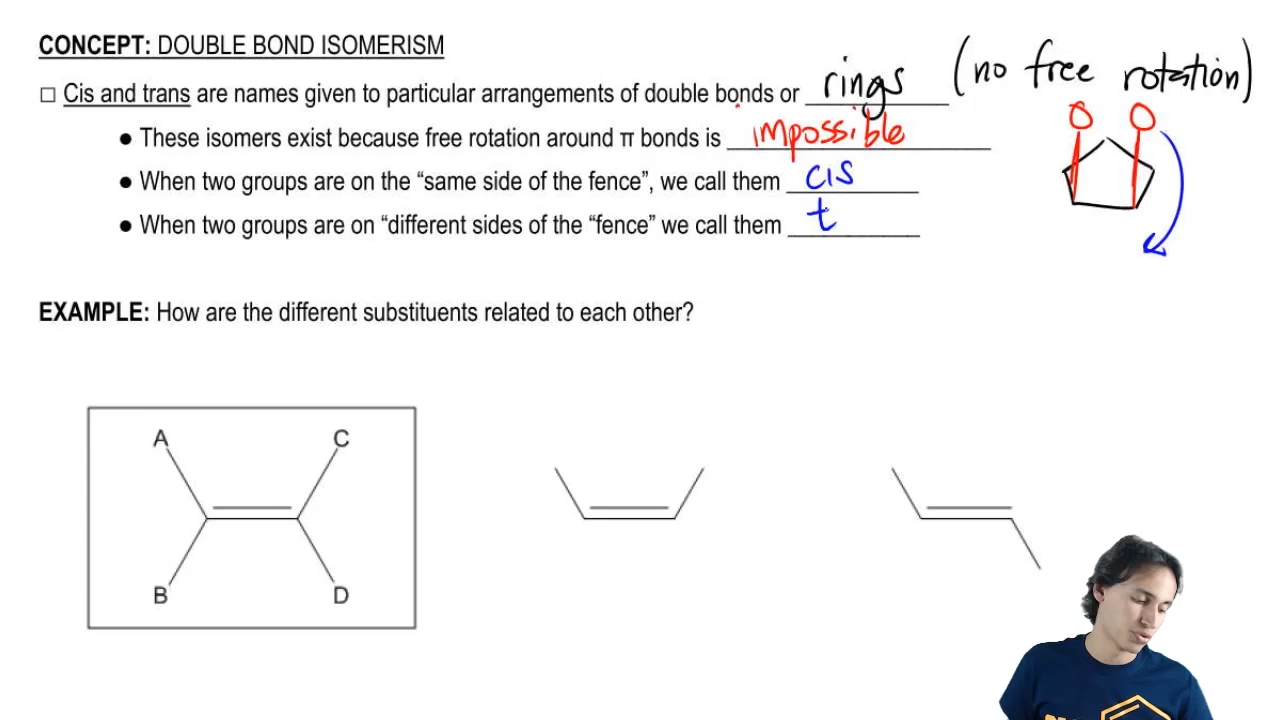 CONCEPT: DOUBLE BOND ISOMERISM
□ Cis and trans are names given to particular arrangements of double bonds or rings (no free rotation)
● These isomers exist because free rotation around π bonds is impossible
● When two groups are on the “same side of the fence”, we call them cis
● When two groups are on “different sides of the “fence” we call them t
EXAMPLE: How are the different substituents related to each other?
A C
B D